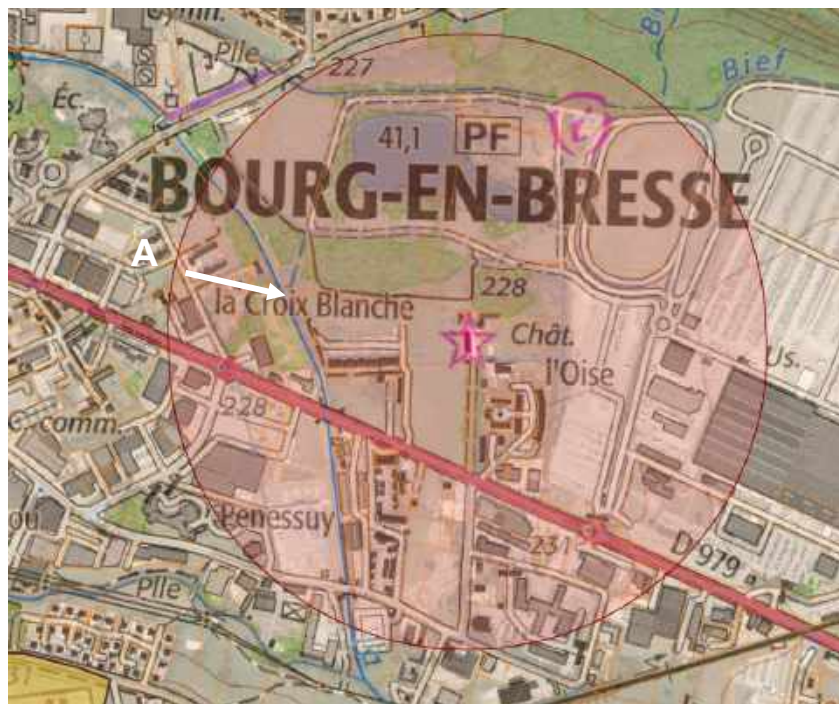 Gymn.
Plle
227
Bief
Éc.
41,1
PF
BOURG-EN-BRESSE
A
la Croix Blanche
228
1
Chât.
l'Oise
Us.
228
comm.
Penessuy
231
D 979
Plle